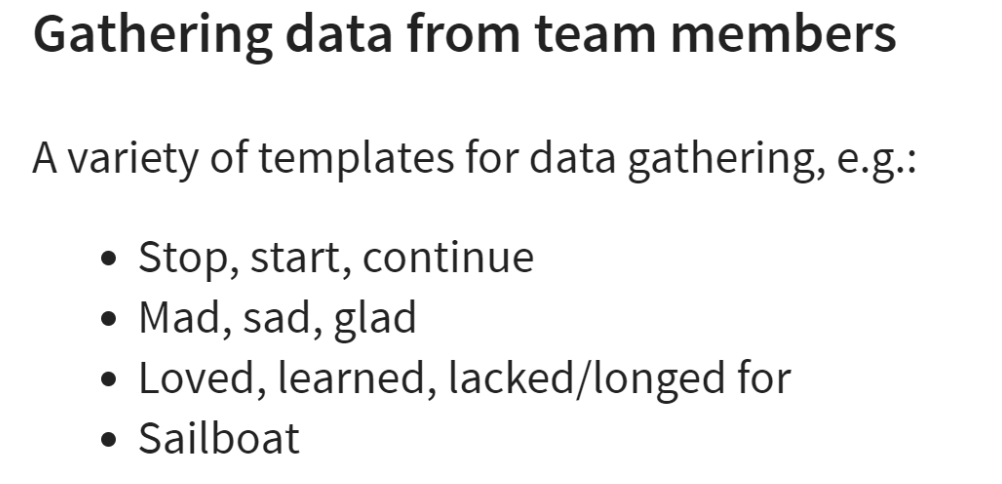 Gathering data from team members
A variety of templates for data gathering, e.g.:
• Stop, start, continue
• Mad, sad, glad
• Loved, learned, lacked/longed for
• Sailboat